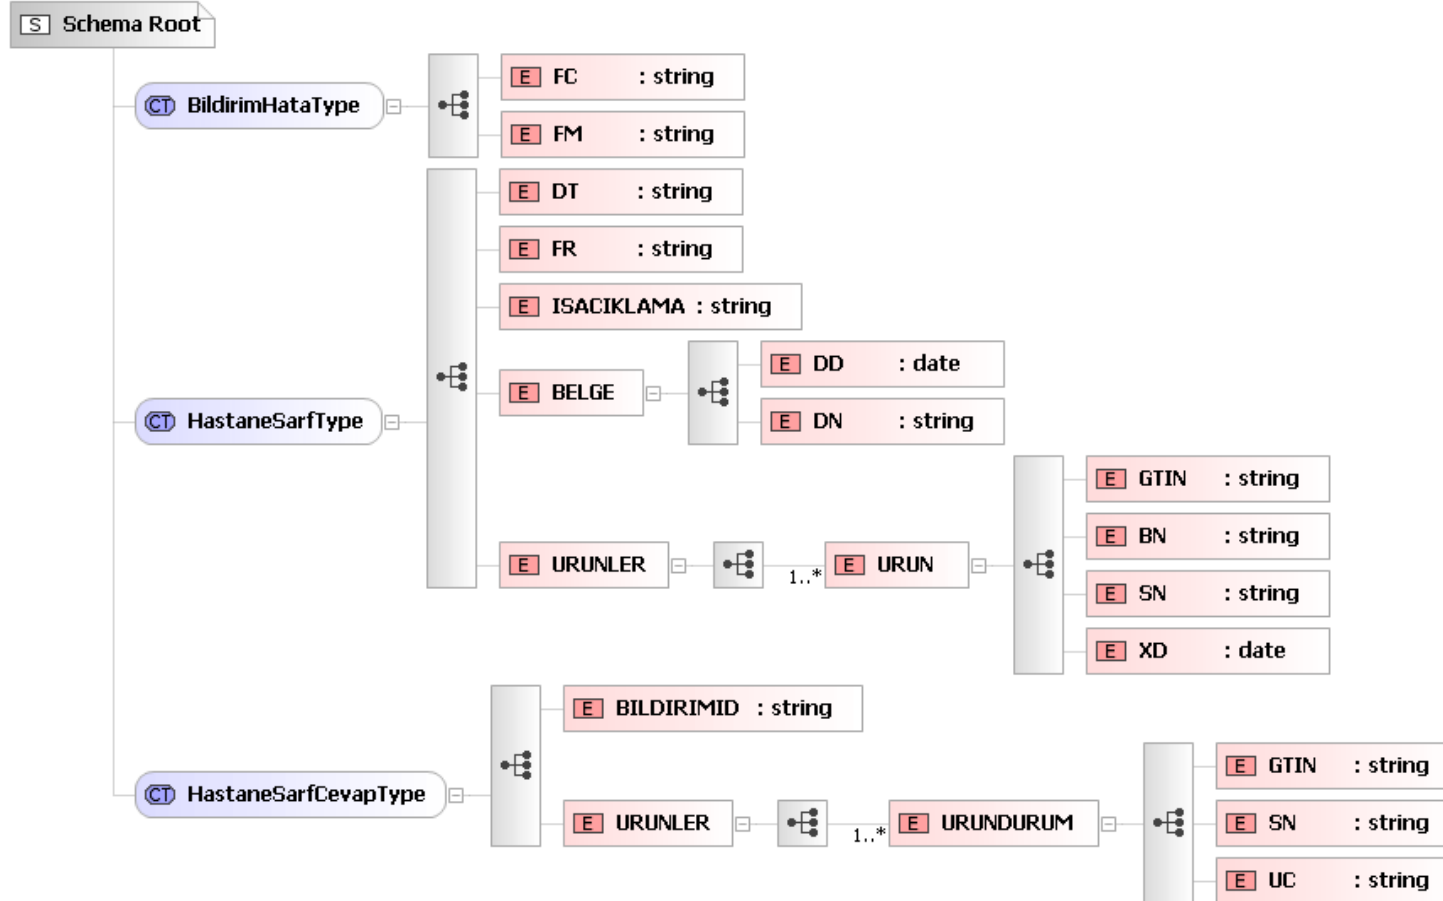 S Schema Root
CT BildirimHataType
E FC : string
E FM : string
CT HastaneSarfType
E DT : string
E FR : string
E ISACIKLAMA : string
E BELGE
E DD : date
E DN : string
E URUNLER
1..* E URUN
E GTIN : string
E BN : string
E SN : string
E XD : date
CT HastaneSarfCevapType
E BILDIRIMID : string
E URUNLER
1..* E URUNDURUM
E GTIN : string
E SN : string
E UC : string